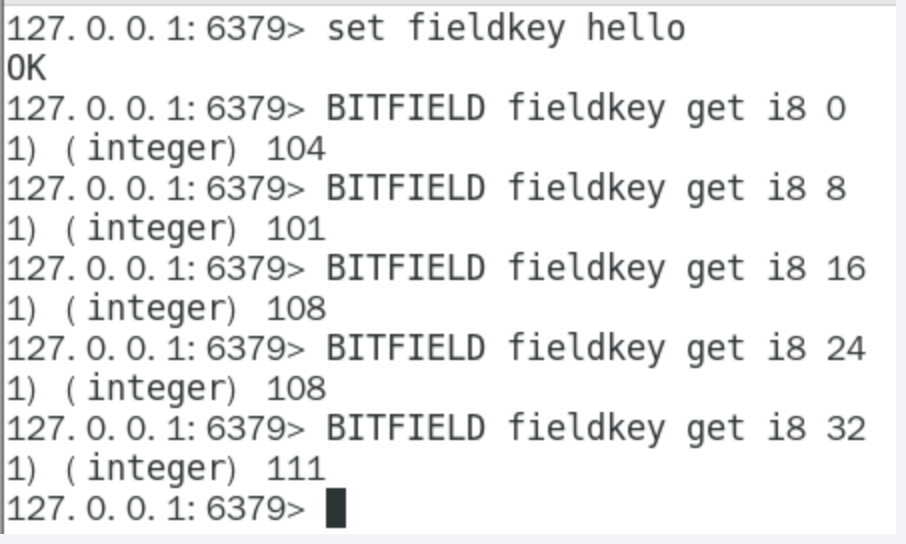 127.0.0.1:6379> set fieldkey hello
OK
127.0.0.1:6379> BITFIELD fieldkey get i8 0
1) (integer) 104
127.0.0.1:6379> BITFIELD fieldkey get i8 8
1) (integer) 101
127.0.0.1:6379> BITFIELD fieldkey get i8 16
1) (integer) 108
127.0.0.1:6379> BITFIELD fieldkey get i8 24
1) (integer) 108
127.0.0.1:6379> BITFIELD fieldkey get i8 32
1) (integer) 111
127.0.0.1:6379>